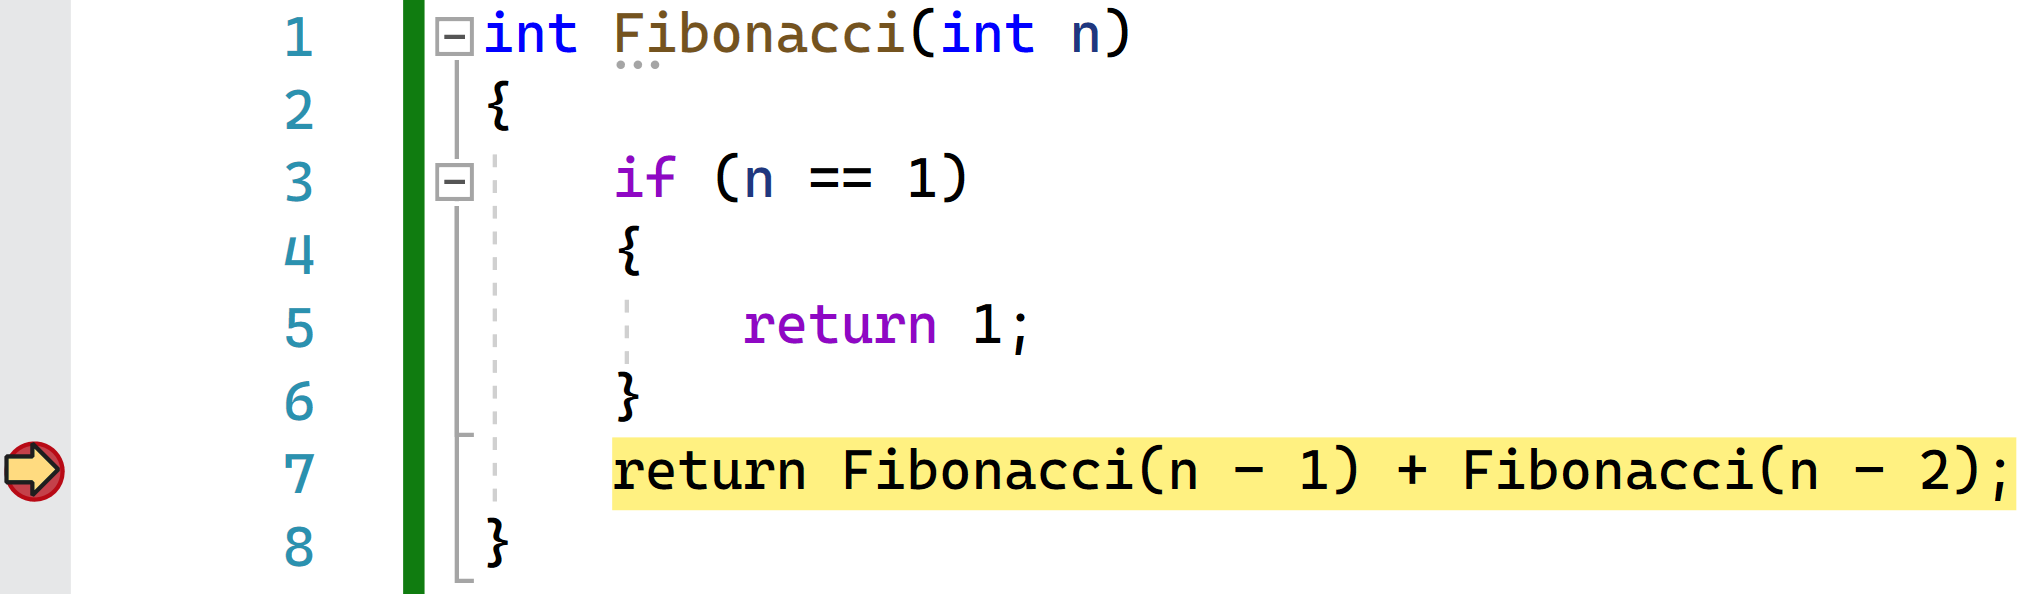 1 int Fibonacci(int n)
2 {
3     if (n == 1)
4     {
5         return 1;
6     }
7     return Fibonacci(n - 1) + Fibonacci(n - 2);
8 }